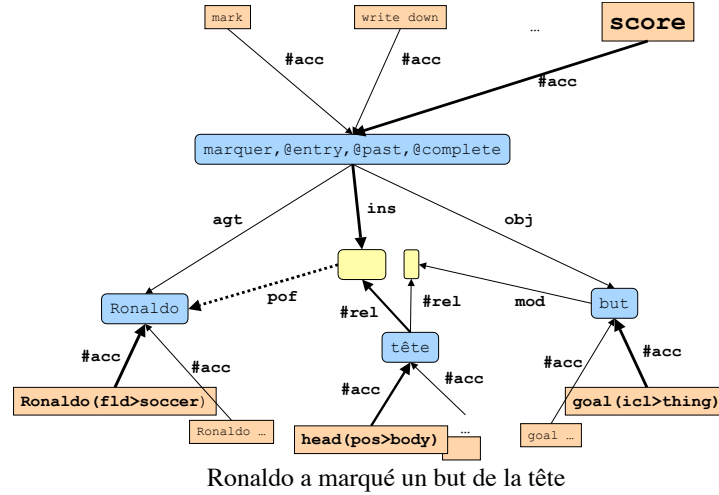 mark
write down
…
score
#acc
#acc
#acc
marquer,@entry,@past,@complete
agt
ins
obj
pof
#rel
#rel
mod
Ronaldo
tête
but
#acc
#acc
#acc
#acc
#acc
#acc
Ronaldo(fld>soccer)
Ronaldo …
head(pos>body)
…
goal …
goal(icl>thing)
Ronaldo a marqué un but de la tête